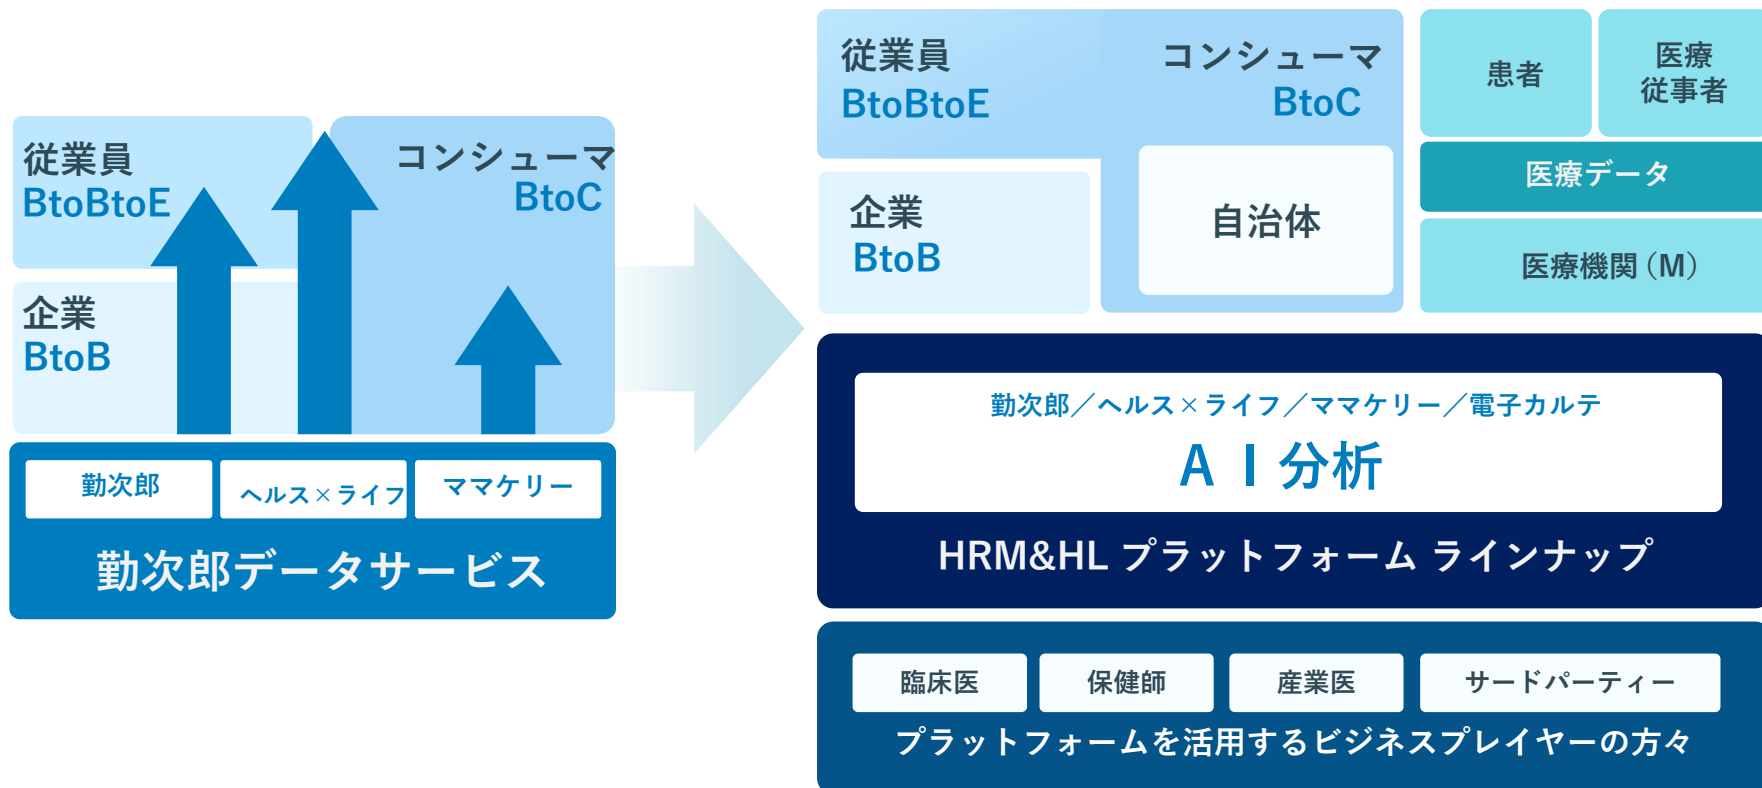 従業員
BtoBtoE
コンシューマ
BtoC
企業
BtoB
勤次郎
ヘルス×ライフ
ママケリー
勤次郎データサービス
従業員
BtoBtoE
コンシューマ
BtoC
企業
BtoB
自治体
患者
医療
従事者
医療データ
医療機関（M）
勤次郎／ヘルス×ライフ／ママケリー／電子カルテ
ＡＩ分析
HRM&HL プラットフォーム ラインナップ
臨床医
保健師
産業医
サードパーティー
プラットフォームを活用するビジネスプレイヤーの方々